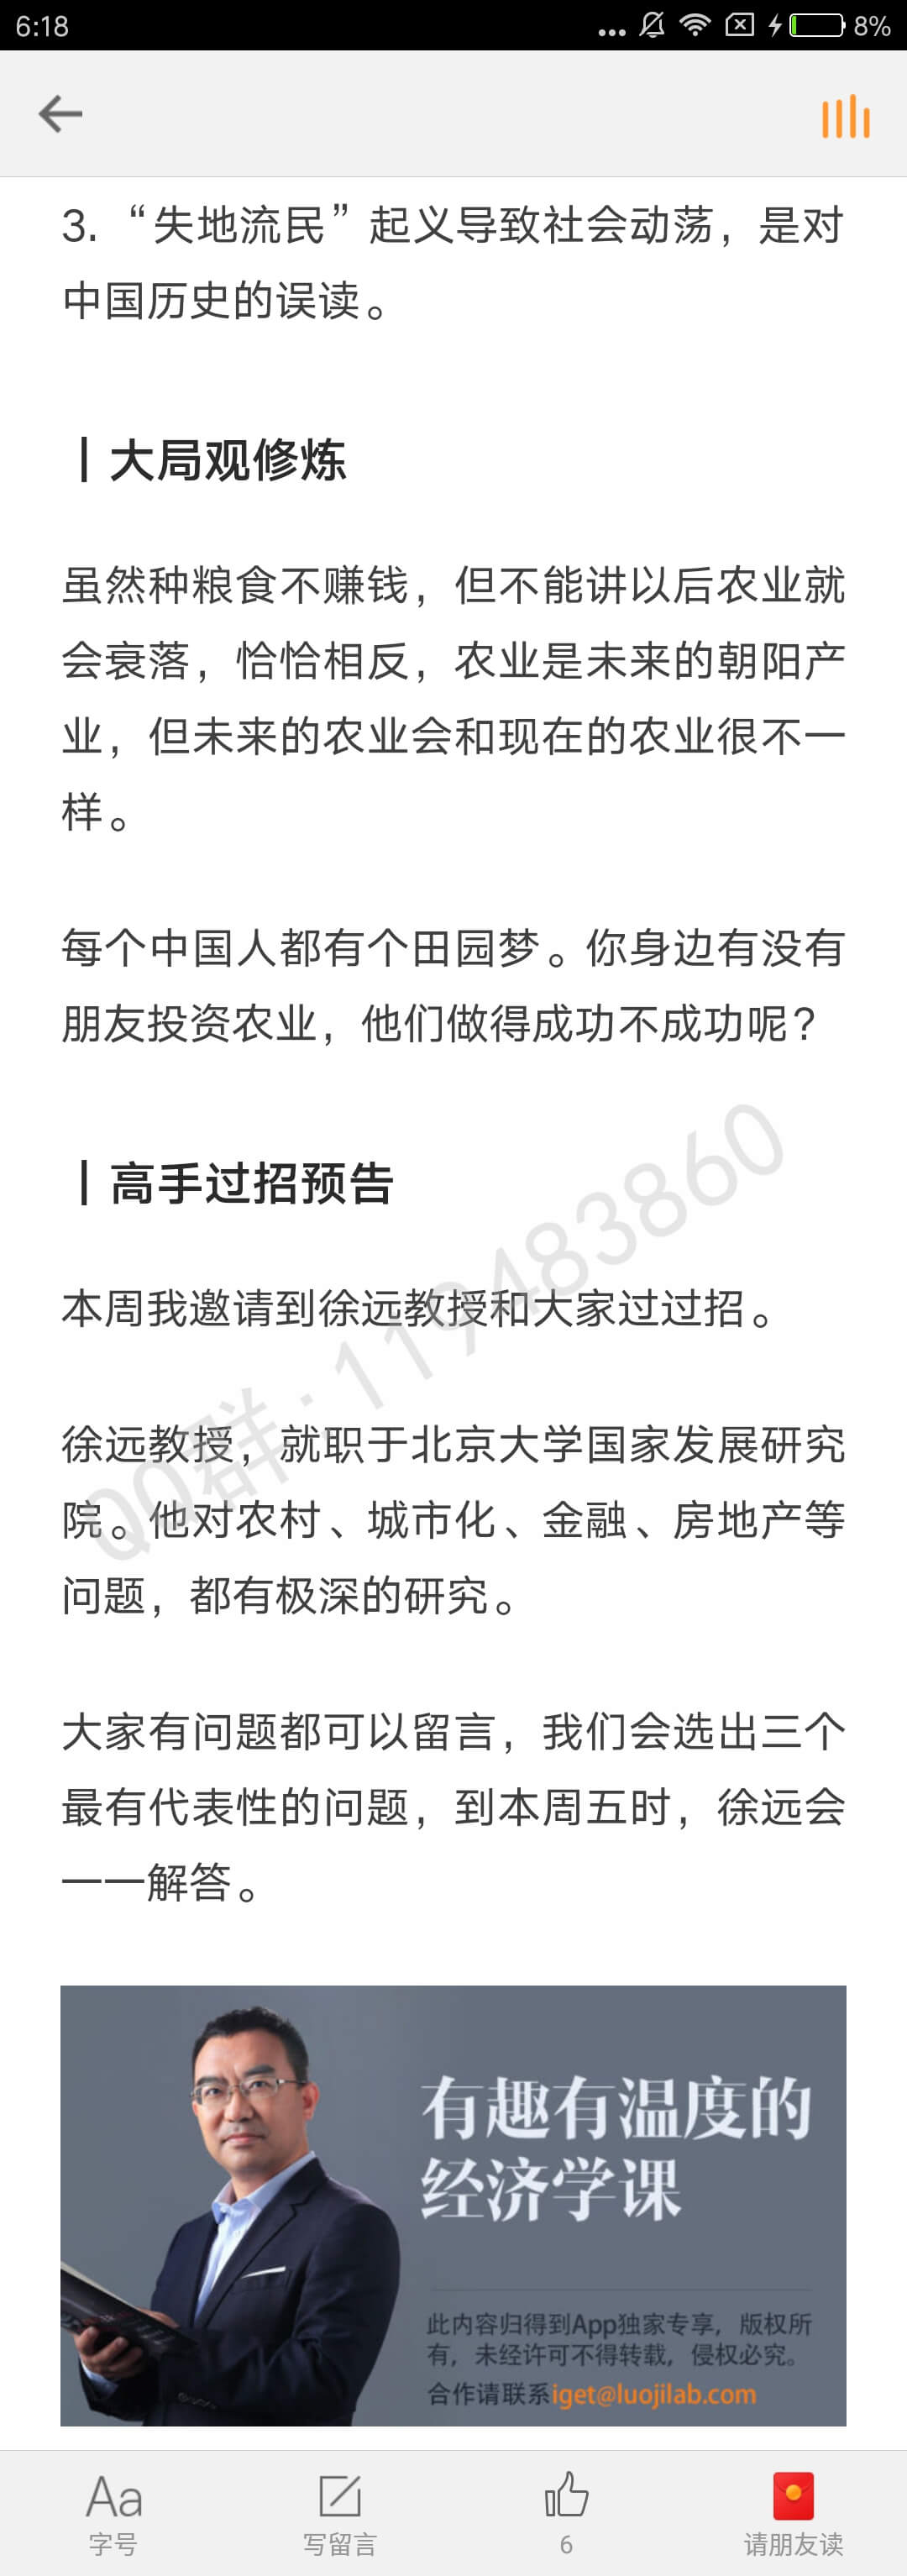 6:18
8%
3. “失地流民”起义导致社会动荡，是对
中国历史的误读。
丨大局观修炼
虽然种粮食不赚钱，但不能讲以后农业就
会衰落，恰恰相反，农业是未来的朝阳产
业，但未来的农业会和现在的农业很不一
样。
每个中国人都有个田园梦。你身边有没有
朋友投资农业，他们做得成功不成功呢？
丨高手过招预告
本周我邀请到徐远教授和大家过过招。
徐远教授，就职于北京大学国家发展研究
院。他对农村、城市化、金融、房地产等
问题，都有极深的研究。
QQ群:119483860
大家有问题都可以留言，我们会选出三个
最有代表性的问题，到本周五时，徐远会
一一解答。
有趣有温度的
经济学课
此内容归得到App独家专享，版权所
有，未经许可不得转载，侵权必究。
合作请联系iget@luojilab.com
Aa
字号
写留言
6
请朋友读